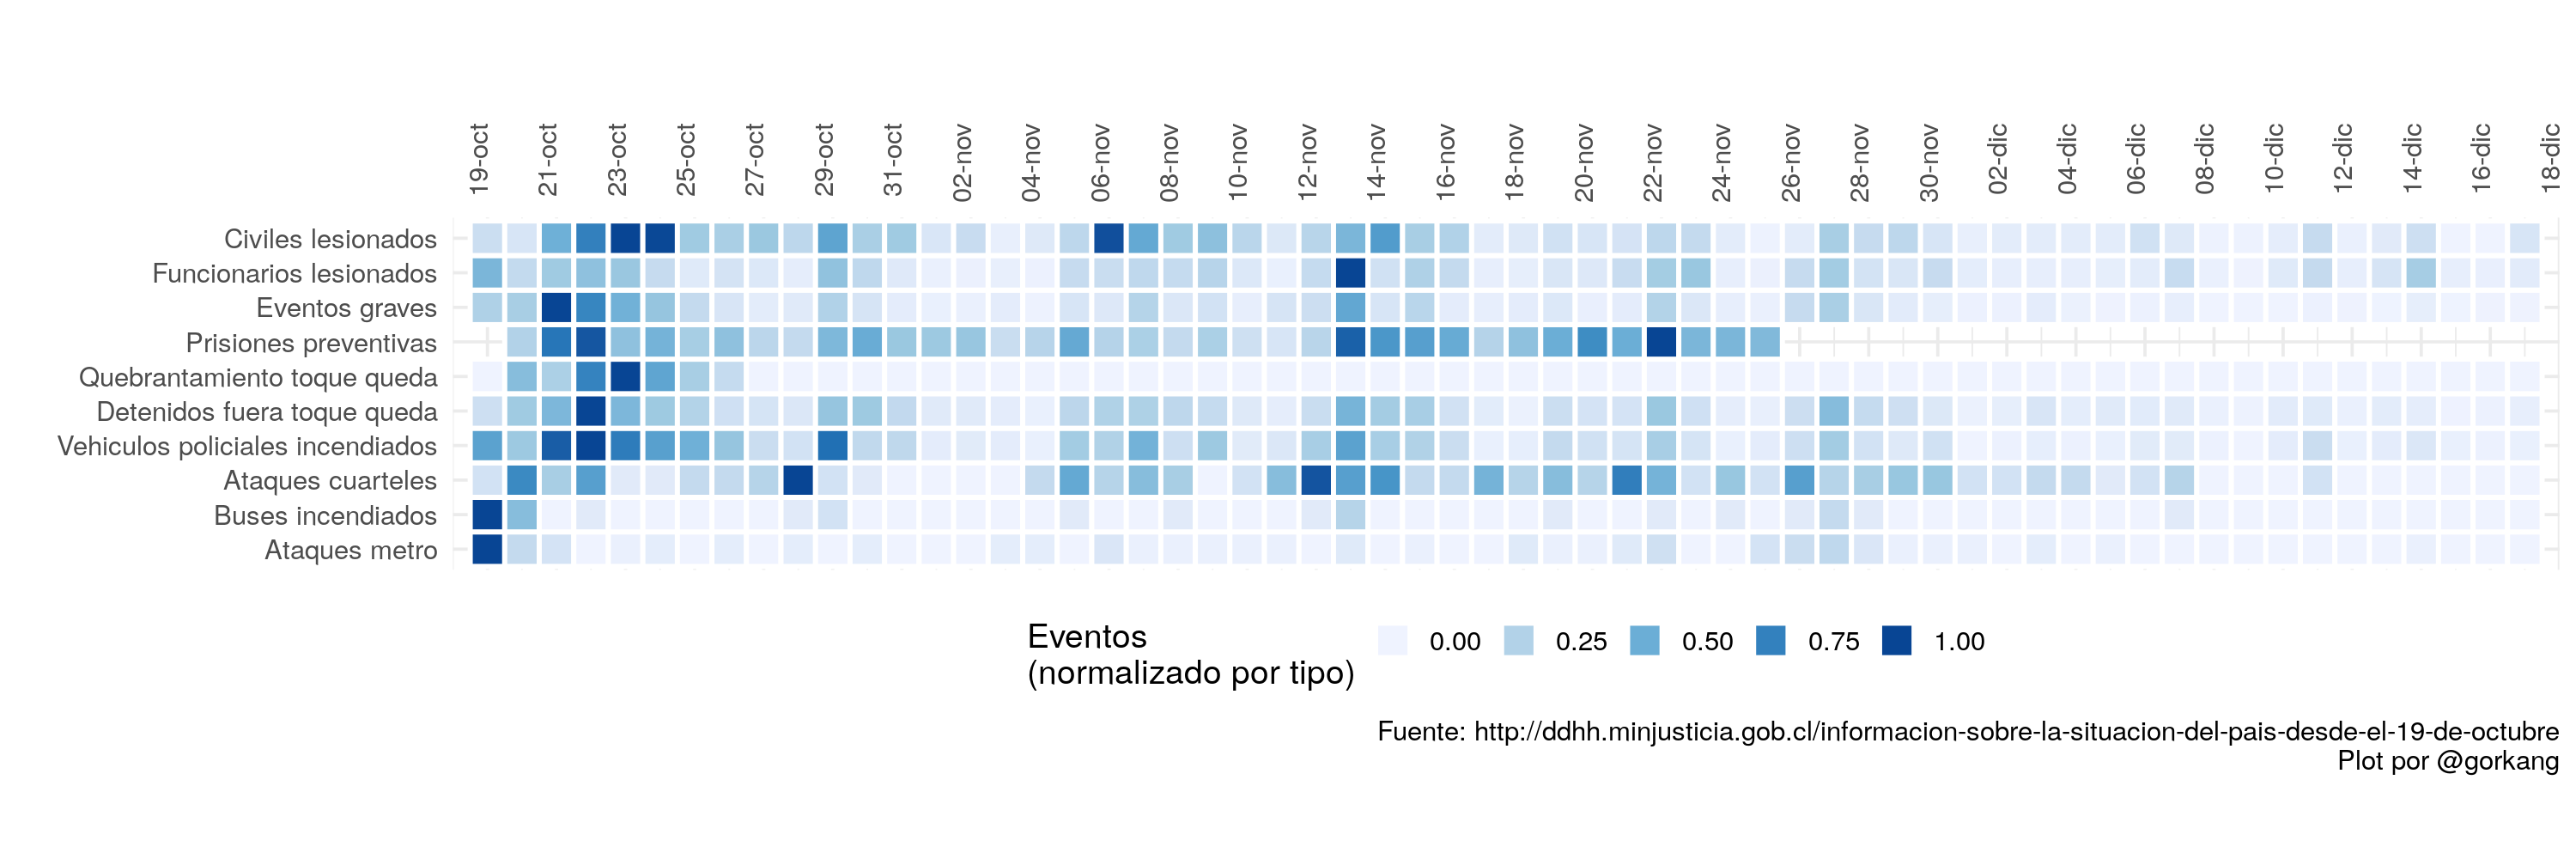 19-oct
21-oct
23-oct
25-oct
27-oct
29-oct
31-oct
02-nov
04-nov
06-nov
08-nov
10-nov
12-nov
14-nov
16-nov
18-nov
20-nov
22-nov
24-nov
26-nov
28-nov
30-nov
02-dic
04-dic
06-dic
08-dic
10-dic
12-dic
14-dic
16-dic
18-dic
Civiles lesionados
Funcionarios lesionados
Eventos graves
Prisiones preventivas
Quebrantamiento toque queda
Detenidos fuera toque queda
Vehiculos policiales incendiados
Ataques cuarteles
Buses incendiados
Ataques metro
Eventos
(normalizado por tipo)
0.00 0.25 0.50 0.75 1.00
Fuente: http://ddhh.minjusticia.gob.cl/informacion-sobre-la-situacion-del-pais-desde-el-19-de-octubre
Plot por @gorkang